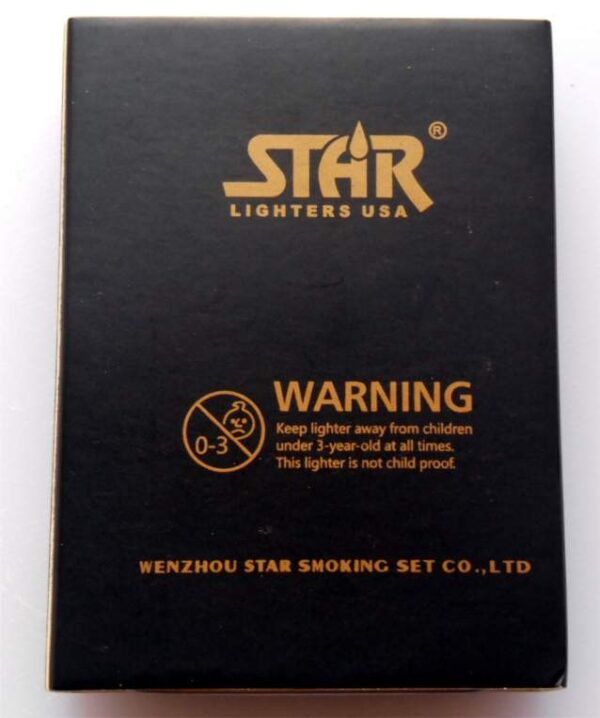 STAR®
LIGHTERS USA
WARNING
0-3
Keep lighter away from children
under 3-year-old at all times.
This lighter is not child proof.
WENZHOU STAR SMOKING SET CO.,LTD